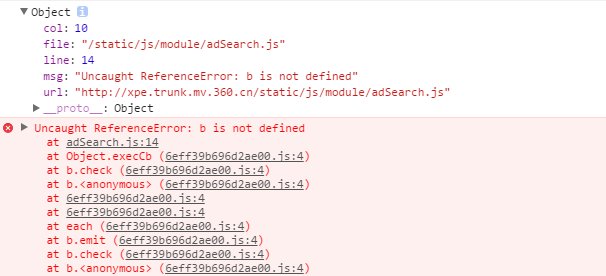 ▼Object i
col: 10
file: "/static/js/module/adSearch.js"
line: 14
msg: "Uncaught ReferenceError: b is not defined"
url: "http://xpe.trunk.mv.360.cn/static/js/module/adSearch.js"
▶__proto__: Object
▶Uncaught ReferenceError: b is not defined
at adSearch.js:14
at Object.execCb (6eff39b696d2ae00.js:4)
at b.check (6eff39b696d2ae00.js:4)
at b.<anonymous> (6eff39b696d2ae00.js:4)
at 6eff39b696d2ae00.js:4
at 6eff39b696d2ae00.js:4
at each (6eff39b696d2ae00.js:4)
at b.emit (6eff39b696d2ae00.js:4)
at b.check (6eff39b696d2ae00.js:4)
at b.<anonymous> (6eff39b696d2ae00.js:4)